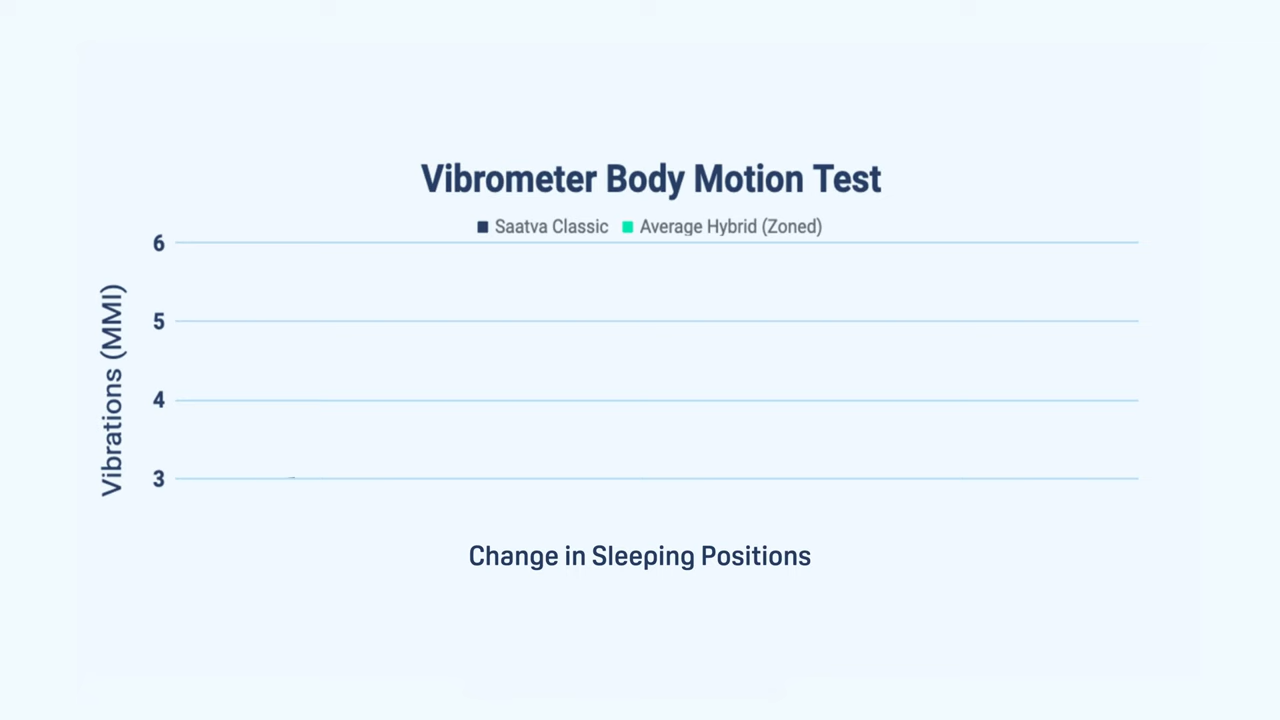 Vibrometer Body Motion Test
Saatva Classic Average Hybrid (Zoned)
6
5
4
3
Vibrations (MMI)
Change in Sleeping Positions